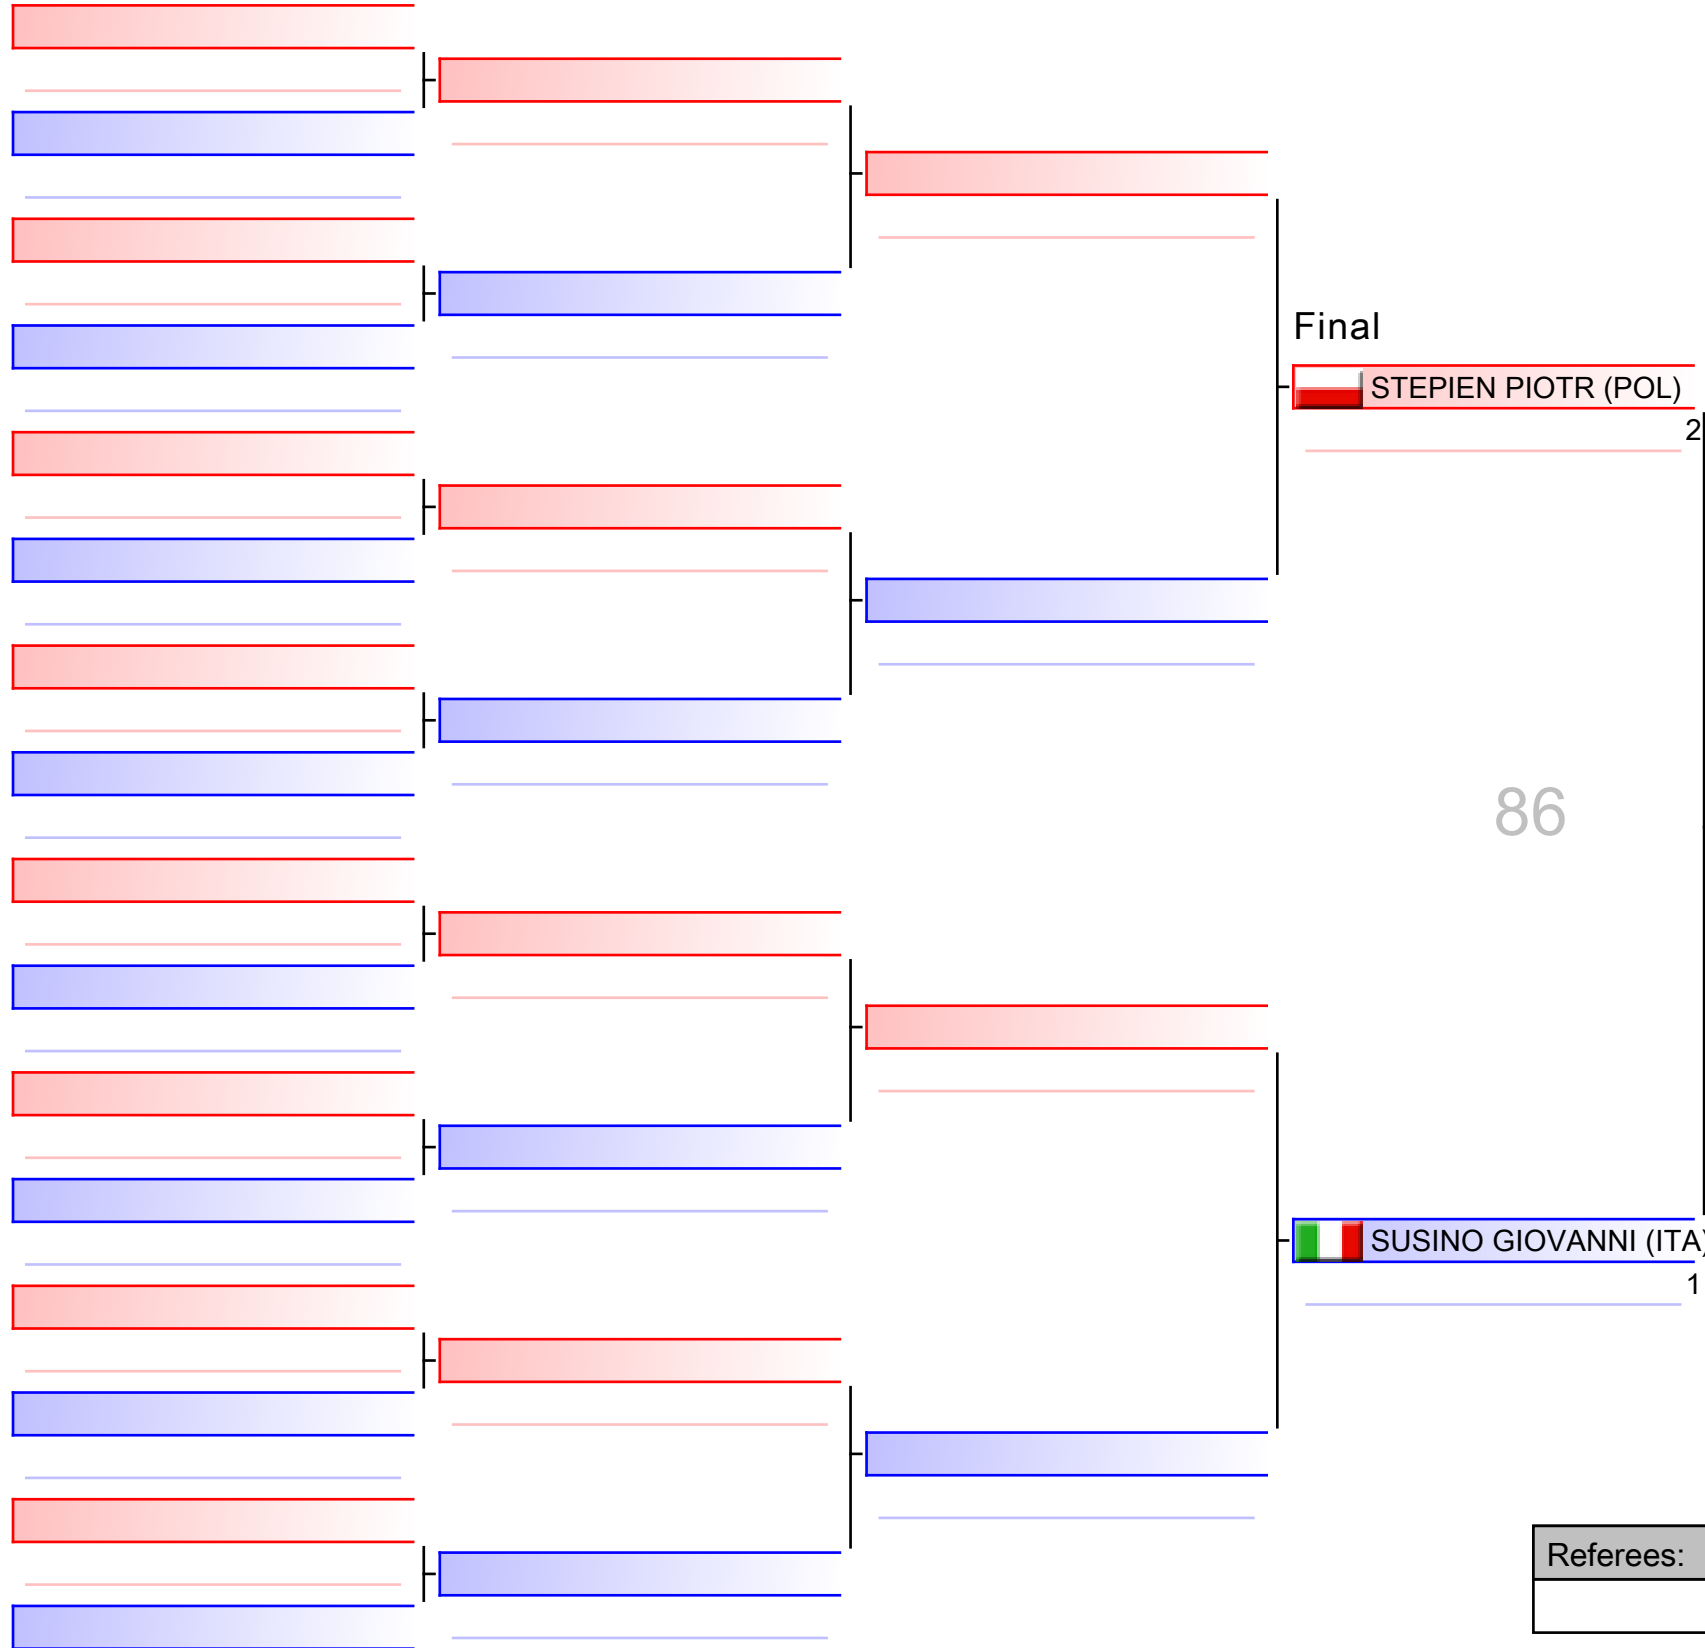 Final
STEPIEN PIOTR (POL)
2
86
SUSINO GIOVANNI (ITA)
1
Referees: